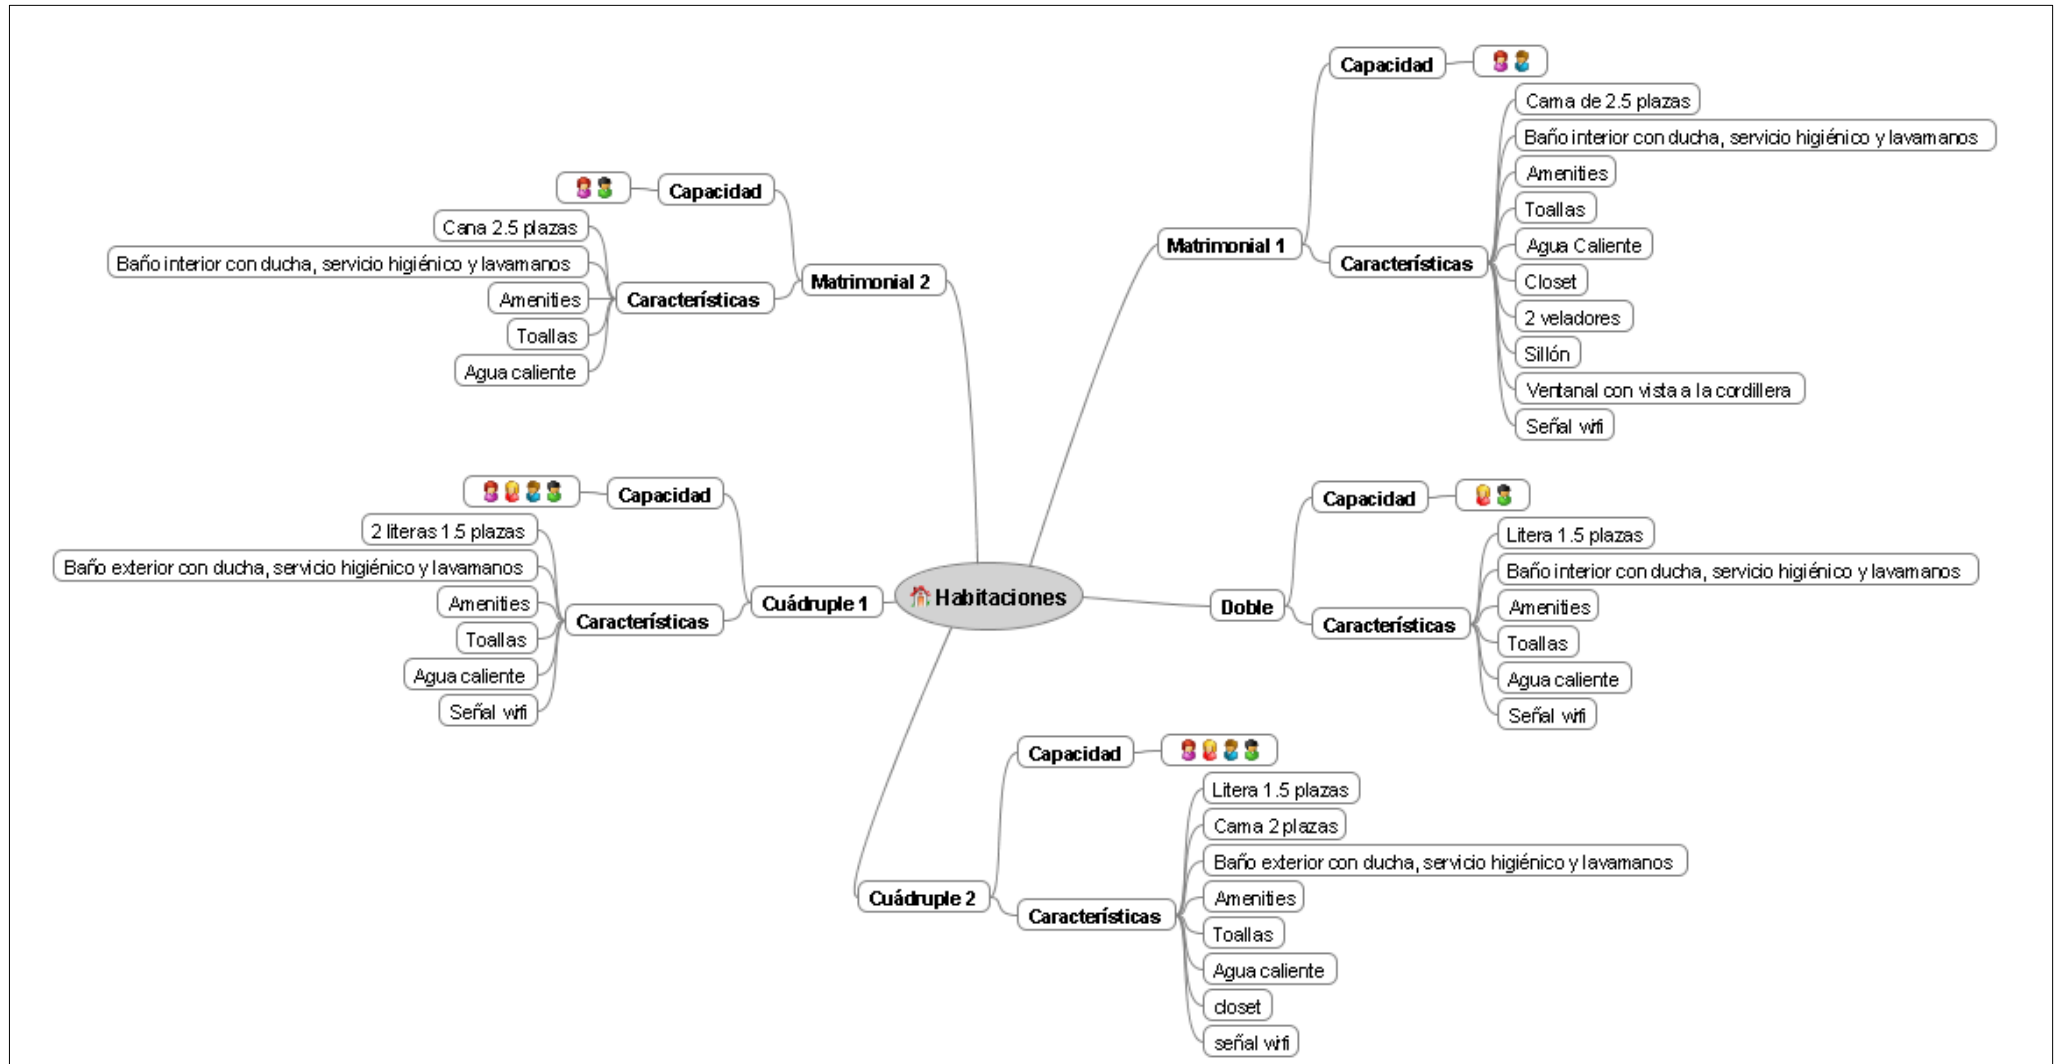 Habitaciones
Matrimonial 1
Capacidad
Características
Cama de 2.5 plazas
Baño interior con ducha, servicio higiénico y lavamanos
Amenities
Toallas
Agua Caliente
Closet
2 veladores
Sillón
Ventanal con vista a la cordillera
Señal wifi
Doble
Capacidad
Características
Litera 1.5 plazas
Baño interior con ducha, servicio higiénico y lavamanos
Amenities
Toallas
Agua caliente
Señal wifi
Matrimonial 2
Capacidad
Características
Cana 2.5 plazas
Baño interior con ducha, servicio higiénico y lavamanos
Amenities
Toallas
Agua caliente
Cuádruple 1
Capacidad
Características
2 literas 1.5 plazas
Baño exterior con ducha, servicio higiénico y lavamanos
Amenities
Toallas
Agua caliente
Señal wifi
Cuádruple 2
Capacidad
Características
Litera 1.5 plazas
Cama 2 plazas
Baño exterior con ducha, servicio higiénico y lavamanos
Amenities
Toallas
Agua caliente
closet
señal wifi